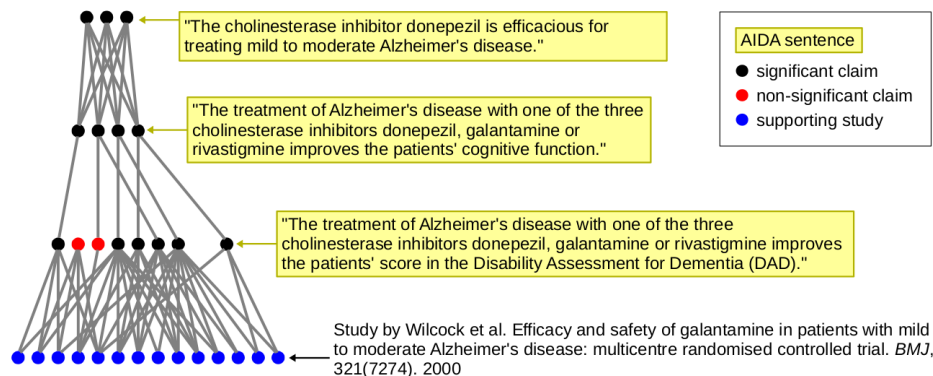 "The cholinesterase inhibitor donepezil is efficacious for
treating mild to moderate Alzheimer's disease."
AIDA sentence
significant claim
non-significant claim
supporting study
"The treatment of Alzheimer's disease with one of the three
cholinesterase inhibitors donepezil, galantamine or
rivastigmine improves the patients' cognitive function."
"The treatment of Alzheimer's disease with one of the three
cholinesterase inhibitors donepezil, galantamine or rivastigmine improves
the patients' score in the Disability Assessment for Dementia (DAD)."
Study by Wilcock et al. Efficacy and safety of galantamine in patients with mild
to moderate Alzheimer's disease: multicentre randomised controlled trial. BMJ,
321(7274). 2000